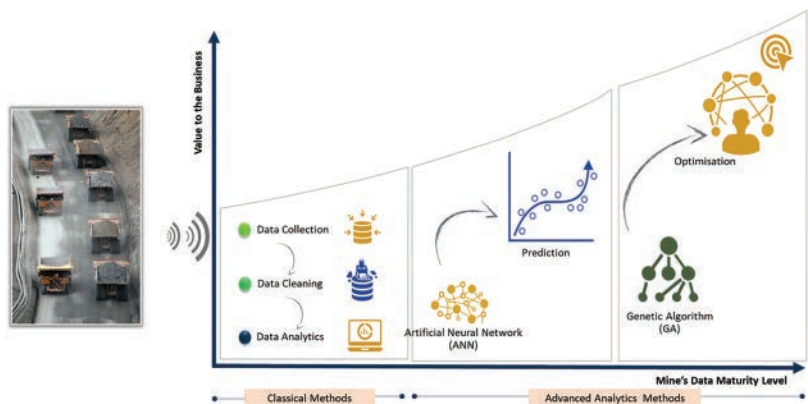 Value to the Business
Data Collection
Data Cleaning
Data Analytics
Artificial Neural Network
(ANN)
Prediction
Optimisation
Genetic Algorithm
(GA)
Mine's Data Maturity Level
Classical Methods
Advanced Analytics Methods